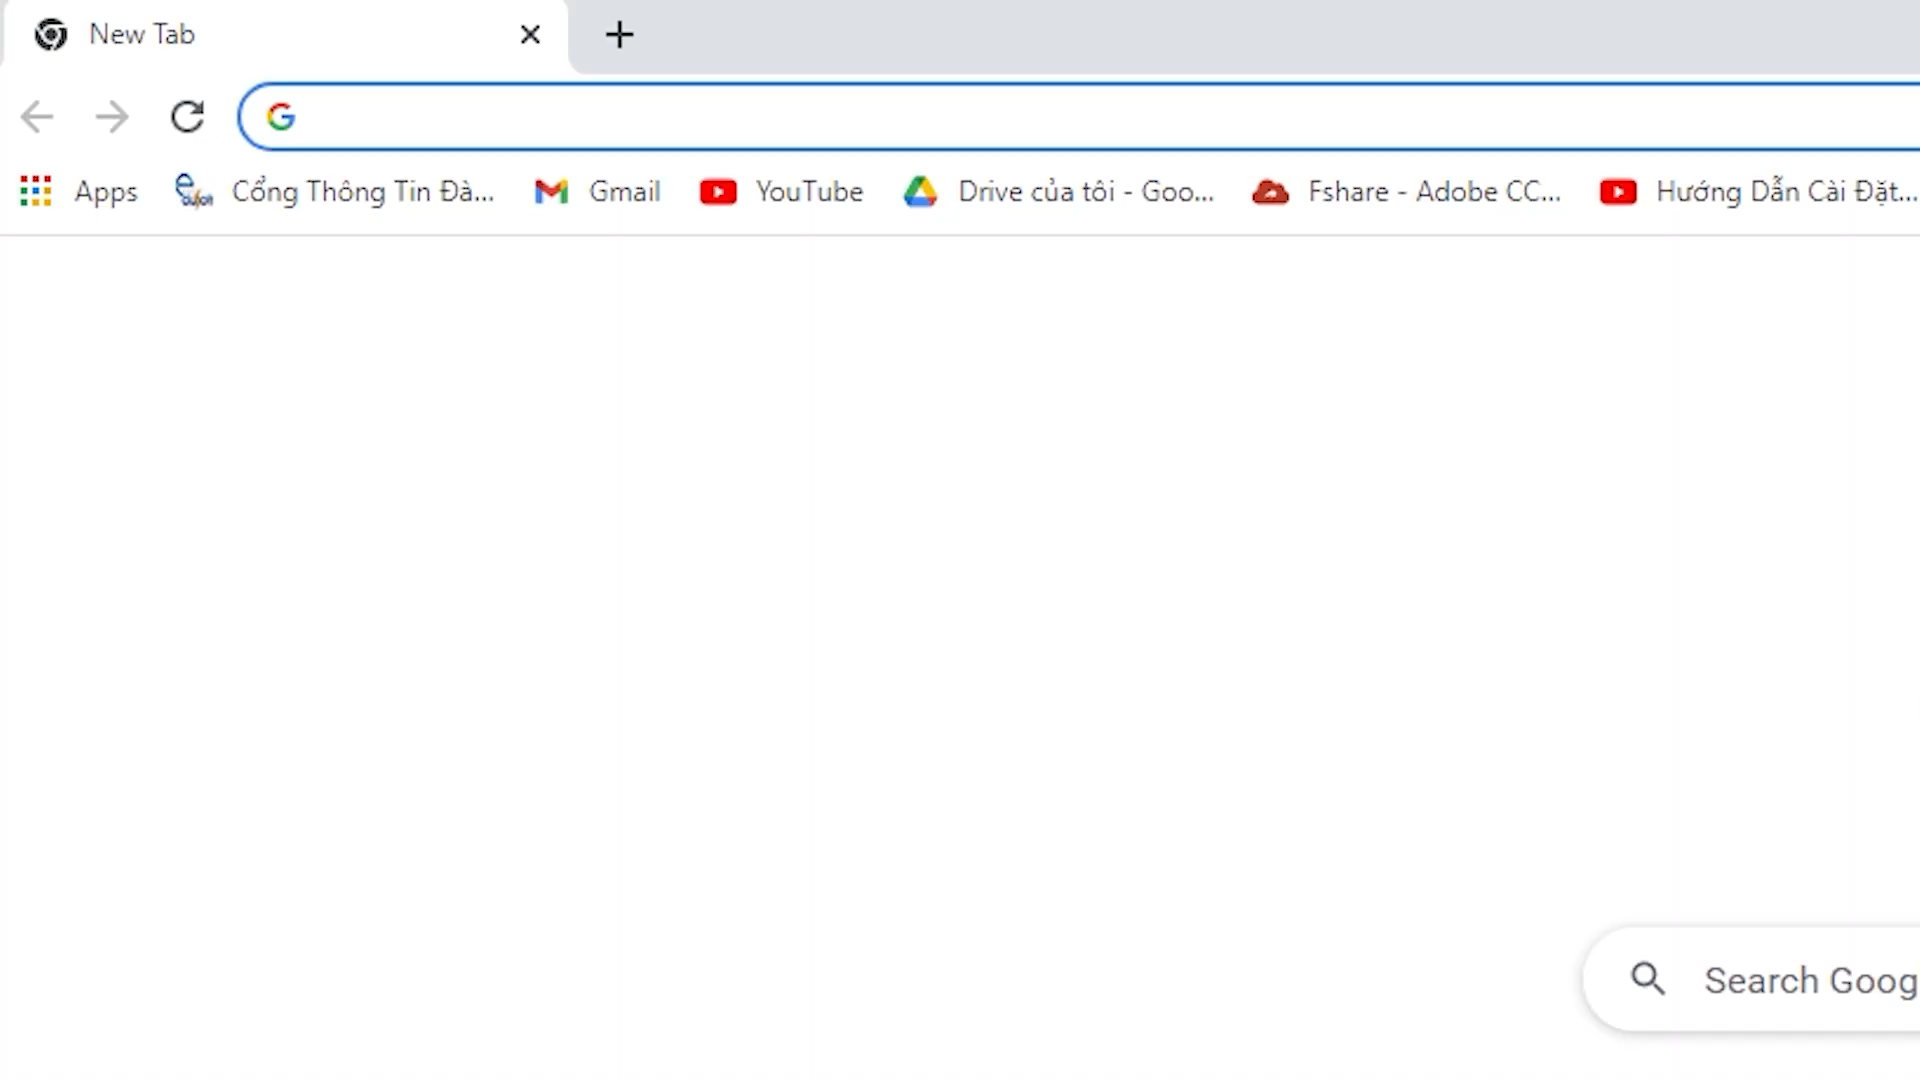 New Tab
Apps
Cổng Thông Tin Đà...
Gmail
YouTube
Drive của tôi - Goo...
Fshare - Adobe CC...
Hướng Dẫn Cài Đặt...
Search Goog